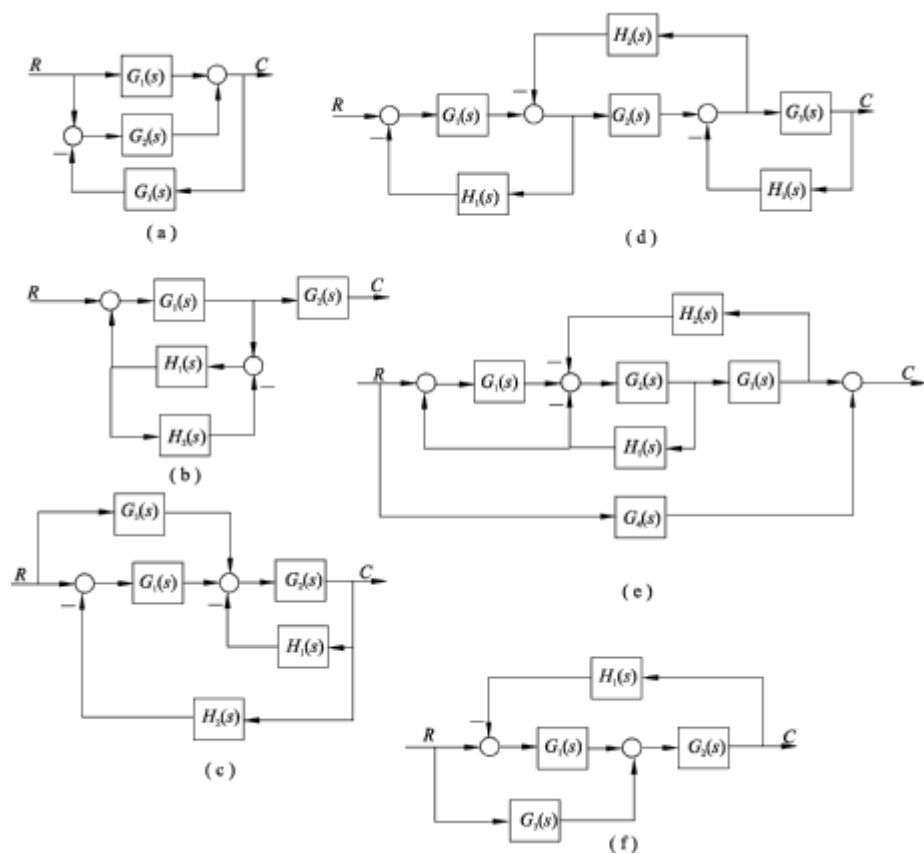 R
G₁(s)
C
G₂(s)
G₃(s)
(a)
H₂(s)
R
G₁(s)
G₂(s)
G₃(s)
C
H₁(s)
H₃(s)
(d)
R
G₁(s)
G₂(s)
C
H₁(s)
H₂(s)
(b)
H₂(s)
R
G₁(s)
G₂(s)
G₃(s)
C
H₁(s)
G₄(s)
(e)
G₃(s)
R
G₁(s)
G₂(s)
C
H₁(s)
H₂(s)
(c)
H₁(s)
R
G₁(s)
G₂(s)
C
G₃(s)
(f)